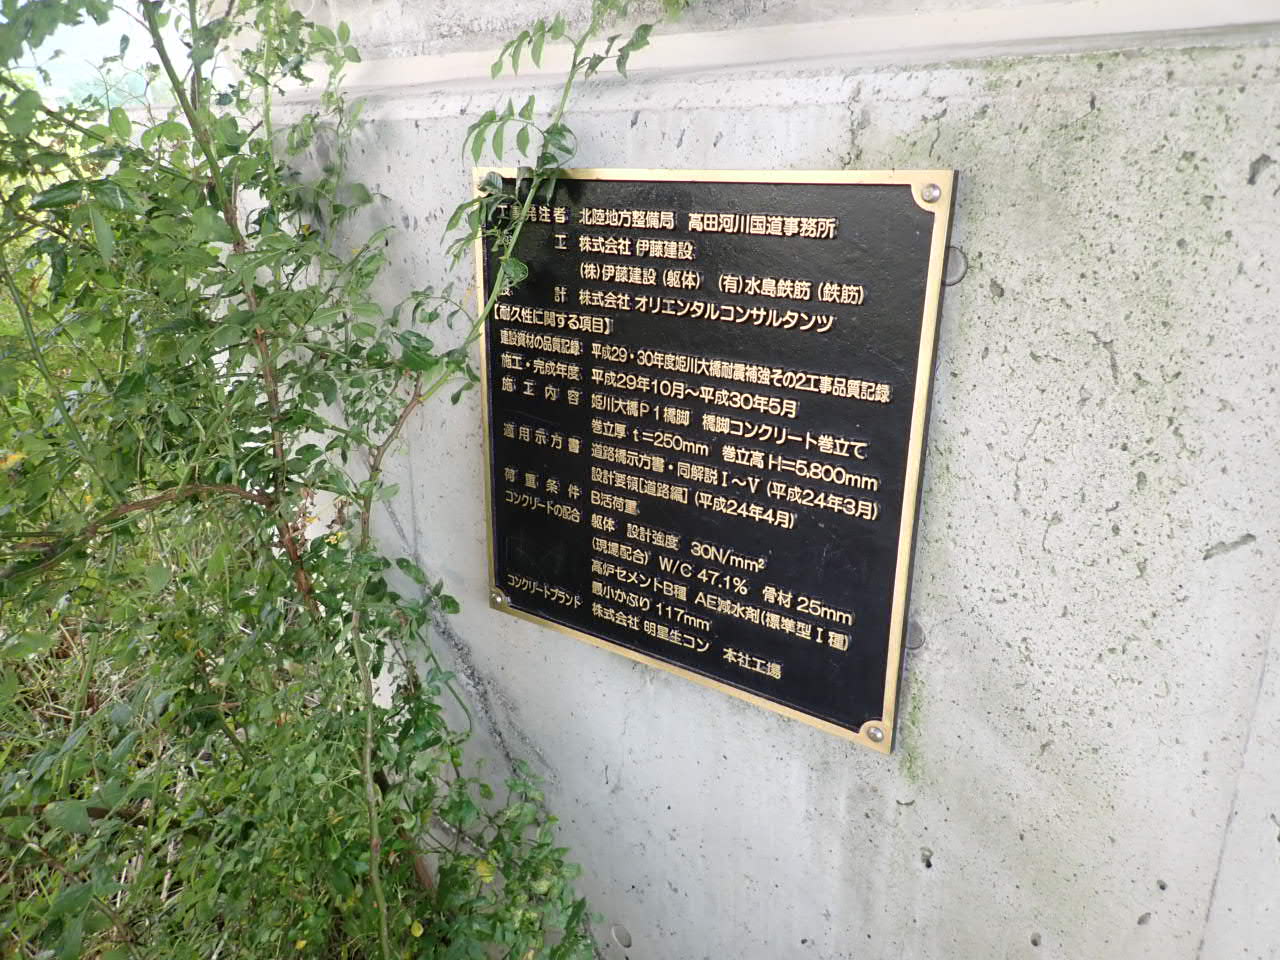 工事発注者 北陸地方整備局 高田河川国道事務所
工 株式会社 伊藤建設
(株)伊藤建設 (躯体) (有)水島鉄筋 (鉄筋)
設 計 株式会社 オリエンタルコンサルタンツ
【耐久性に関する項目】
建設資材の品質記録 平成29・30年度姫川大橋耐震補強その2工事品質記録
施工・完成年度 平成29年10月～平成30年5月
施工内容 姫川大橋P1橋脚 橋脚コンクリート巻立て
巻立厚 t=250mm 巻立高 H=5,800mm
適用示方書 道路橋示方書・同解説Ⅰ～Ⅴ (平成24年3月)
設計要領[道路編] (平成24年4月)
荷重条件 B活荷重
コンクリートの配合 躯体 設計強度 30N/mm²
(現場配合) W/C 47.1% 骨材 25mm
高炉セメントB種 AE減水剤(標準型Ⅰ種)
最小かぶり 117mm
コンクリートプラント 株式会社 明星生コン 本社工場